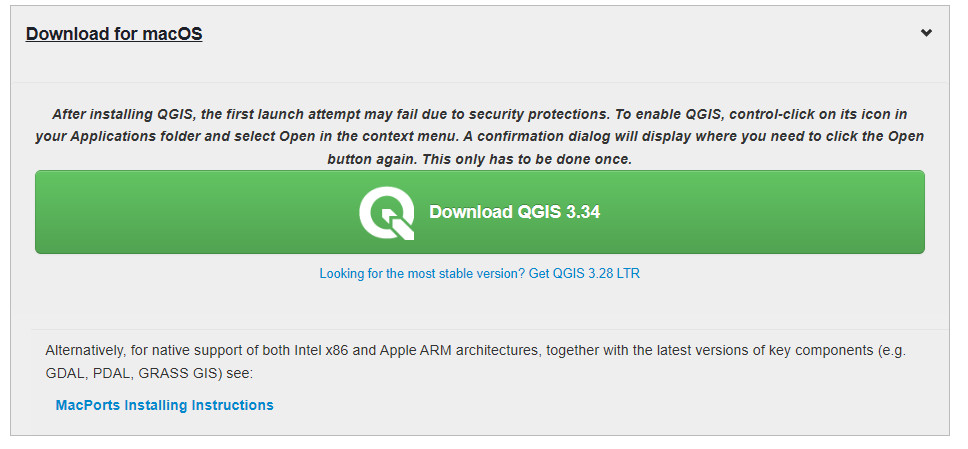 Download for macOS
After installing QGIS, the first launch attempt may fail due to security protections. To enable QGIS, control-click on its icon in
your Applications folder and select Open in the context menu. A confirmation dialog will display where you need to click the Open
button again. This only has to be done once.
Download QGIS 3.34
Looking for the most stable version? Get QGIS 3.28 LTR
Alternatively, for native support of both Intel x86 and Apple ARM architectures, together with the latest versions of key components (e.g.
GDAL, PDAL, GRASS GIS) see:
MacPorts Installing Instructions